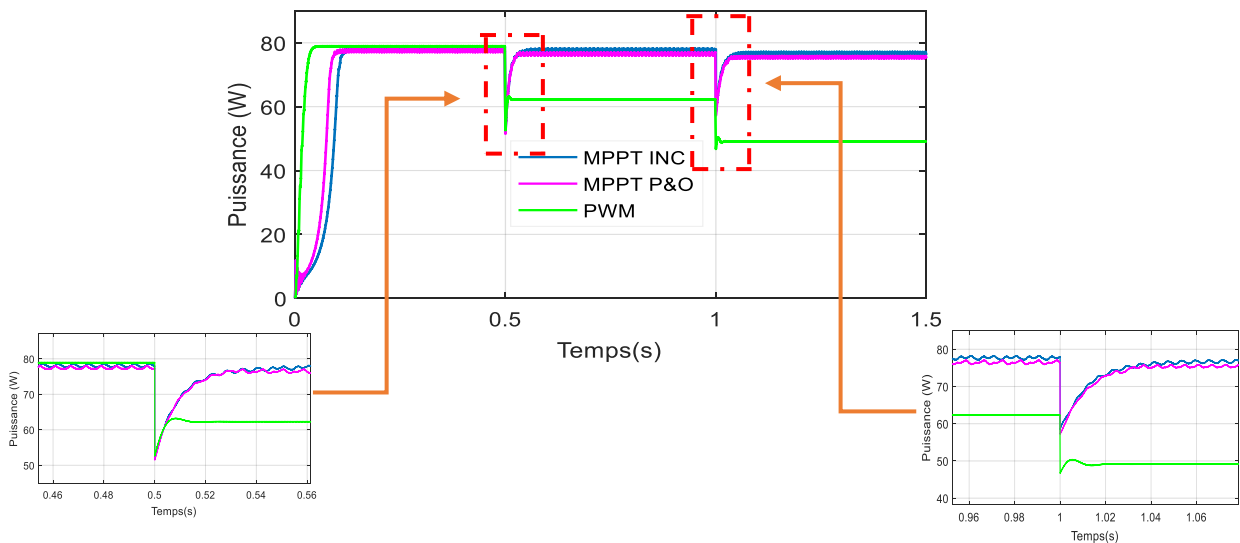 80
60
40
20
0
Puissance (W)
MPPT INC
MPPT P&O
PWM
0 0.5 1 1.5
Temps(s)
80
70
60
50
Puissance (W)
0.46 0.48 0.5 0.52 0.54 0.56
Temps(s)
80
70
60
50
40
Puissance (W)
0.96 0.98 1 1.02 1.04 1.06
Temps(s)